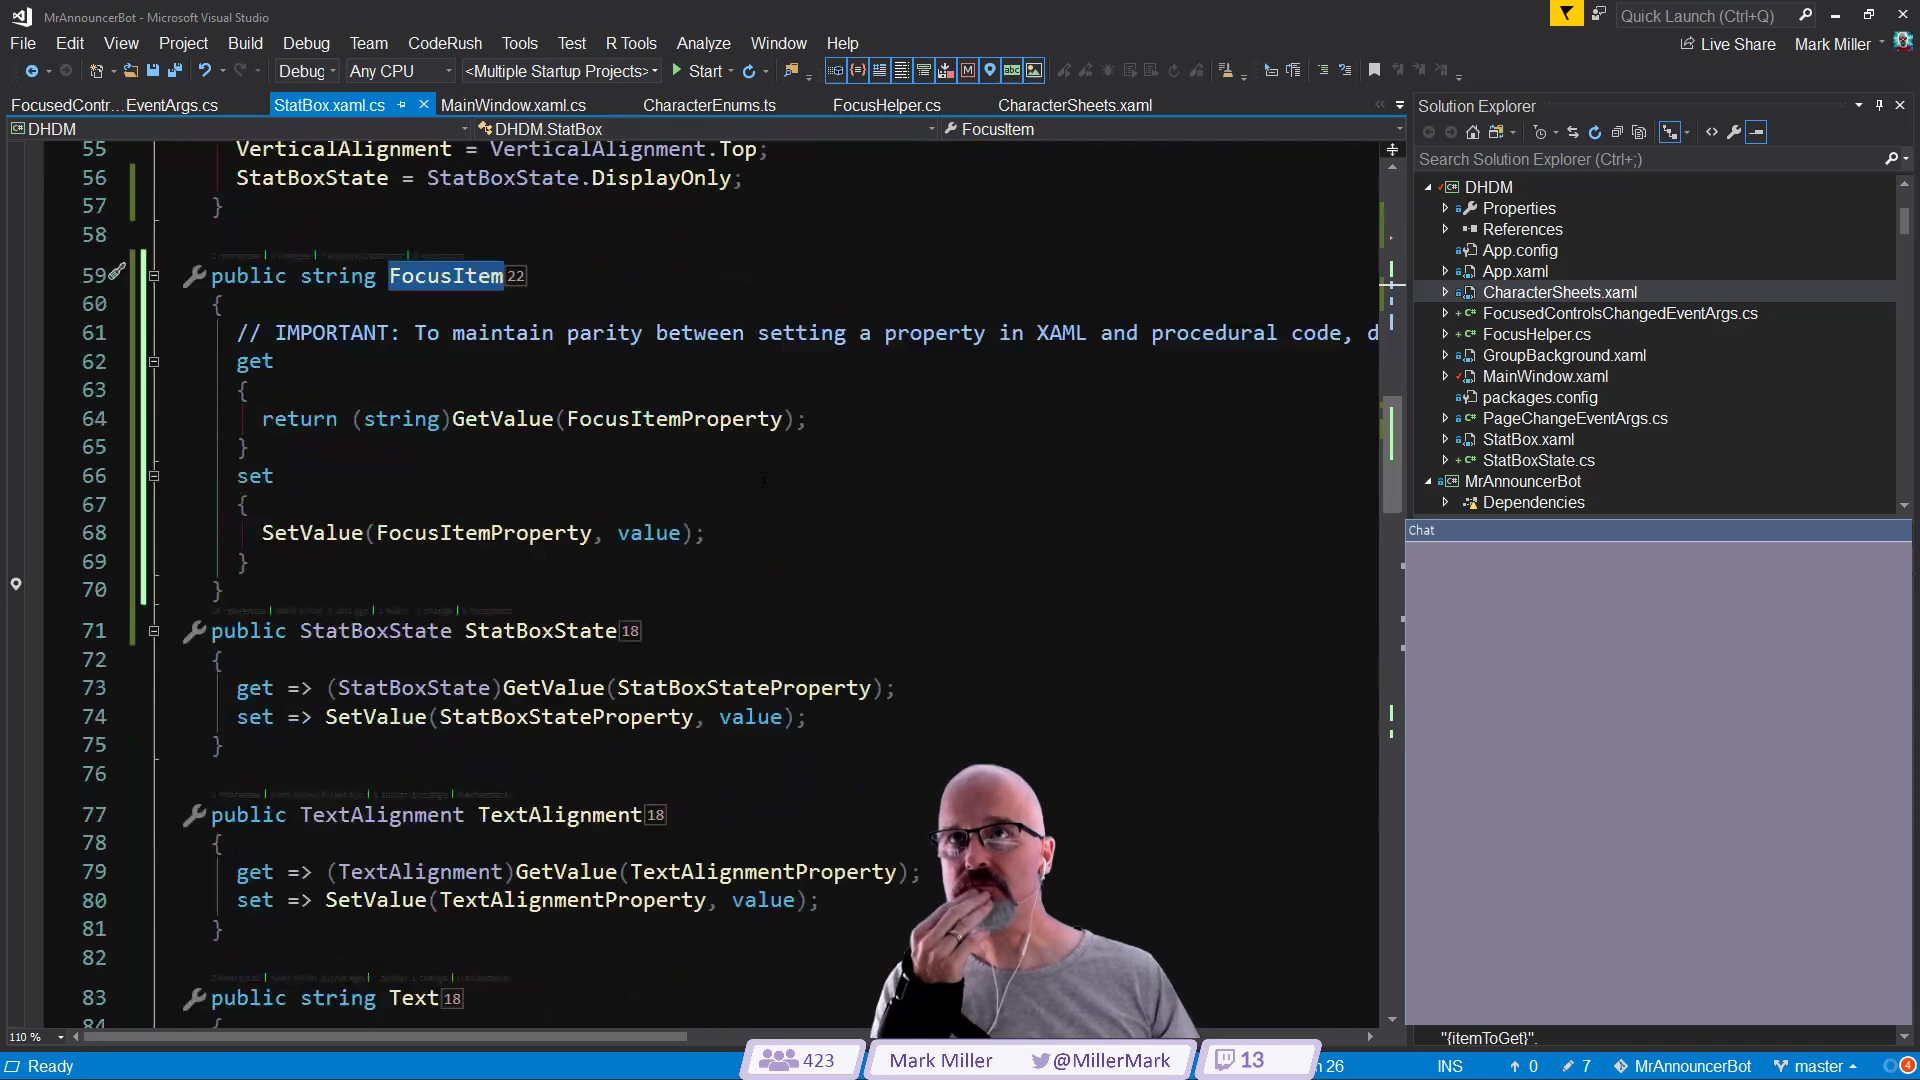 MrAnnouncerBot - Microsoft Visual Studio
Quick Launch (Ctrl+Q)
File Edit View Project Build Debug Team CodeRush Tools Test R Tools Analyze Window Help
Live Share Mark Miller
Debug Any CPU <Multiple Startup Projects> Start
FocusedContr…EventArgs.cs StatBox.xaml.cs MainWindow.xaml.cs CharacterEnums.ts FocusHelper.cs CharacterSheets.xaml
DHDM DHDM.StatBox FocusItem
55 VerticalAlignment = VerticalAlignment.Top;
56 StatBoxState = StatBoxState.DisplayOnly;
57 }
58
59 public string FocusItem 22
60 {
61 // IMPORTANT: To maintain parity between setting a property in XAML and procedural code, d
62 get
63 {
64 return (string)GetValue(FocusItemProperty);
65 }
66 set
67 {
68 SetValue(FocusItemProperty, value);
69 }
70 }
71 public StatBoxState StatBoxState 18
72 {
73 get => (StatBoxState)GetValue(StatBoxStateProperty);
74 set => SetValue(StatBoxStateProperty, value);
75 }
76
77 public TextAlignment TextAlignment 18
78 {
79 get => (TextAlignment)GetValue(TextAlignmentProperty);
80 set => SetValue(TextAlignmentProperty, value);
81 }
82
83 public string Text 18
84 {
Solution Explorer
Search Solution Explorer (Ctrl+;)
DHDM
Properties
References
App.config
App.xaml
CharacterSheets.xaml
FocusedControlsChangedEventArgs.cs
FocusHelper.cs
GroupBackground.xaml
MainWindow.xaml
packages.config
PageChangeEventArgs.cs
StatBox.xaml
StatBoxState.cs
MrAnnouncerBot
Dependencies
Chat
"{itemToGet}".
110 %
Ready
423 Mark Miller @MillerMark 13
n 26 INS 0 7 MrAnnouncerBot master 4